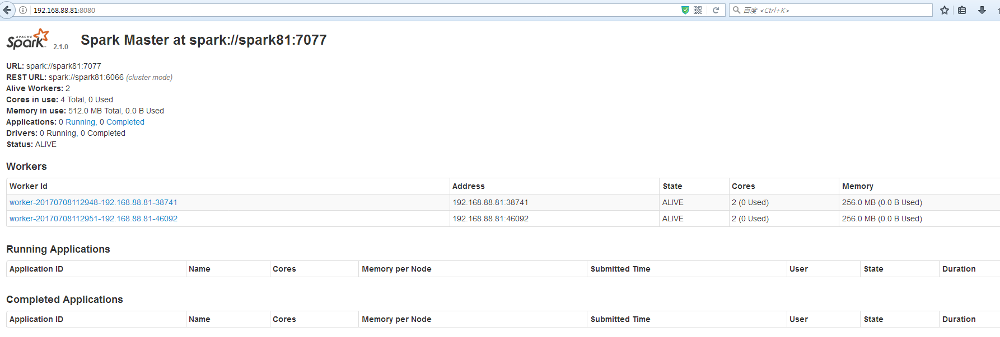 192.168.88.81:8080
百度 <Ctrl+K>
APACHE
Spark 2.1.0 Spark Master at spark://spark81:7077
URL: spark://spark81:7077
REST URL: spark://spark81:6066 (cluster mode)
Alive Workers: 2
Cores in use: 4 Total, 0 Used
Memory in use: 512.0 MB Total, 0.0 B Used
Applications: 0 Running, 0 Completed
Drivers: 0 Running, 0 Completed
Status: ALIVE
Workers
Worker Id Address State Cores Memory
worker-20170708112948-192.168.88.81-38741 192.168.88.81:38741 ALIVE 2 (0 Used) 256.0 MB (0.0 B Used)
worker-20170708112951-192.168.88.81-46092 192.168.88.81:46092 ALIVE 2 (0 Used) 256.0 MB (0.0 B Used)
Running Applications
Application ID Name Cores Memory per Node Submitted Time User State Duration
Completed Applications
Application ID Name Cores Memory per Node Submitted Time User State Duration